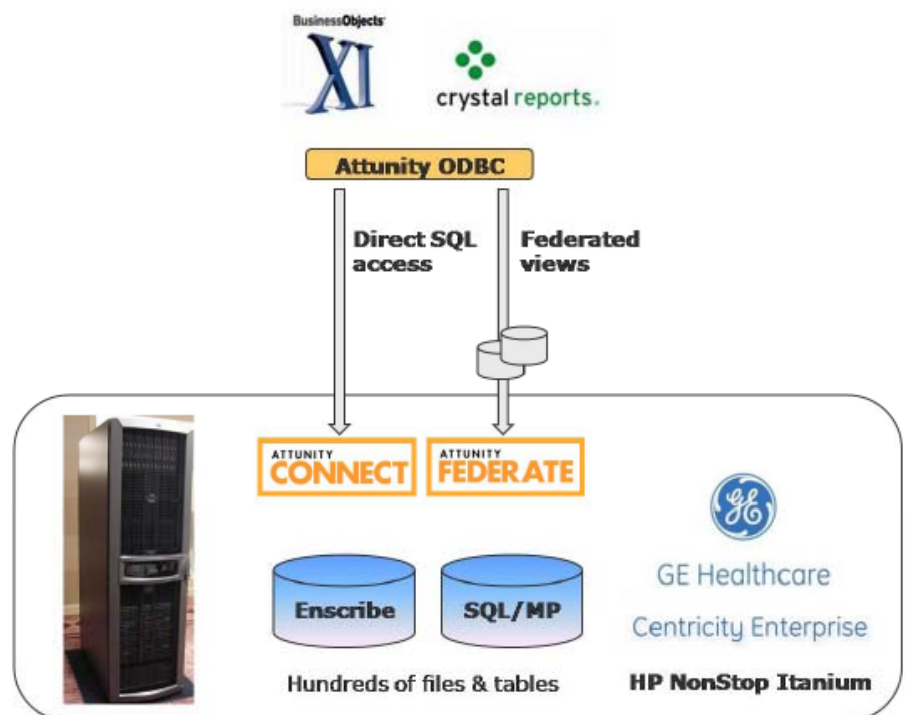 BusinessObjects
XI
crystal reports.
Attunity ODBC
Direct SQL
access
Federated
views
ATTUNITY
CONNECT
ATTUNITY
FEDERATE
GE
GE Healthcare
Centricity Enterprise
Enscribe
SQL/MP
Hundreds of files & tables
HP NonStop Itanium